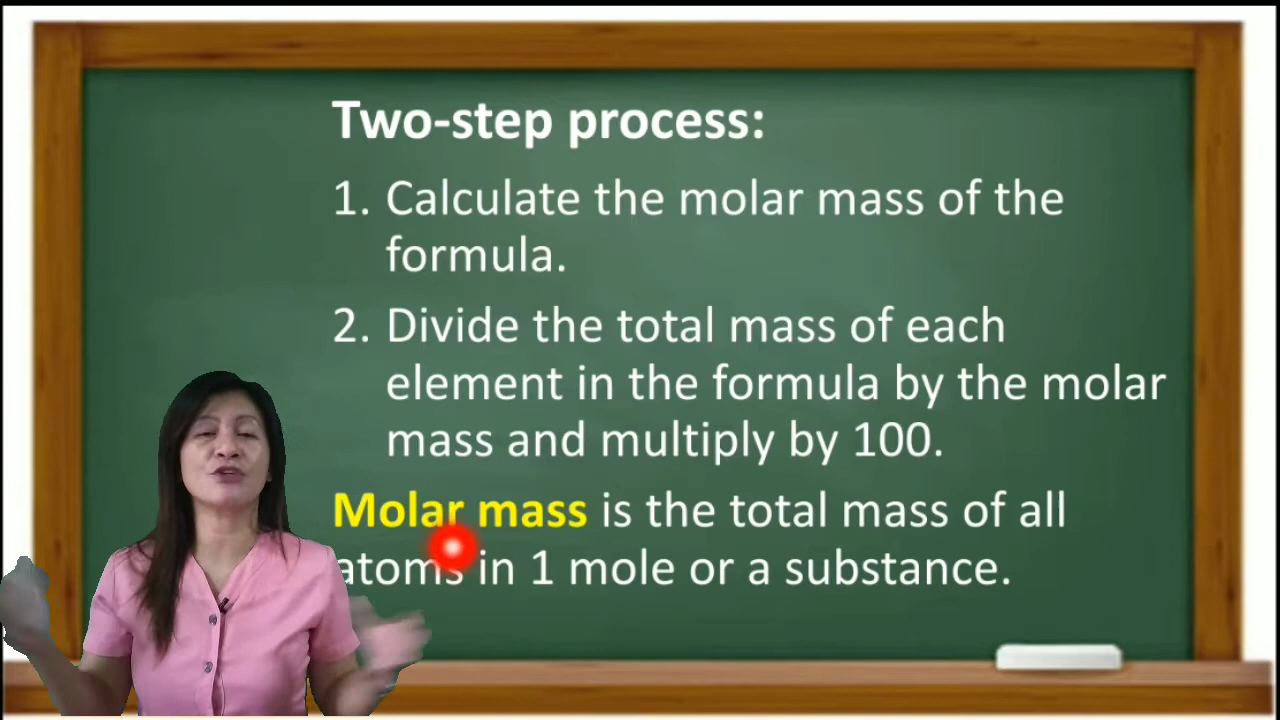 Two-step process:
1. Calculate the molar mass of the
formula.
2. Divide the total mass of each
element in the formula by the molar
mass and multiply by 100.
Molar mass is the total mass of all
atoms in 1 mole or a substance.